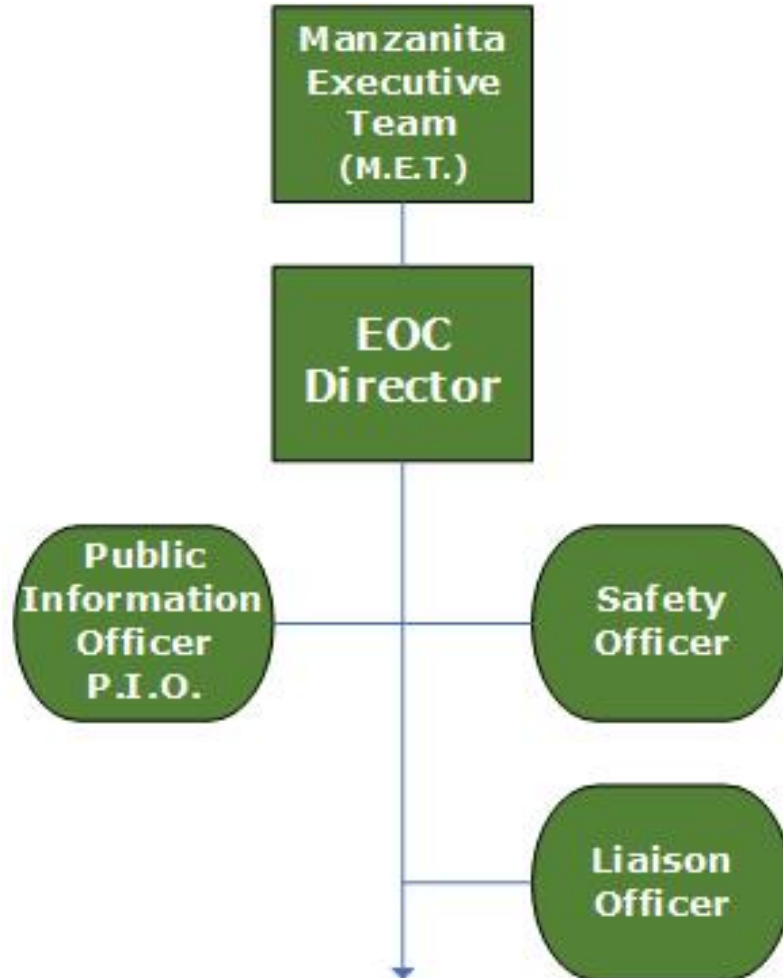 Manzanita
Executive
Team
(M.E.T.)
EOC
Director
Public
Information
Officer
P.I.O.
Safety
Officer
Liaison
Officer